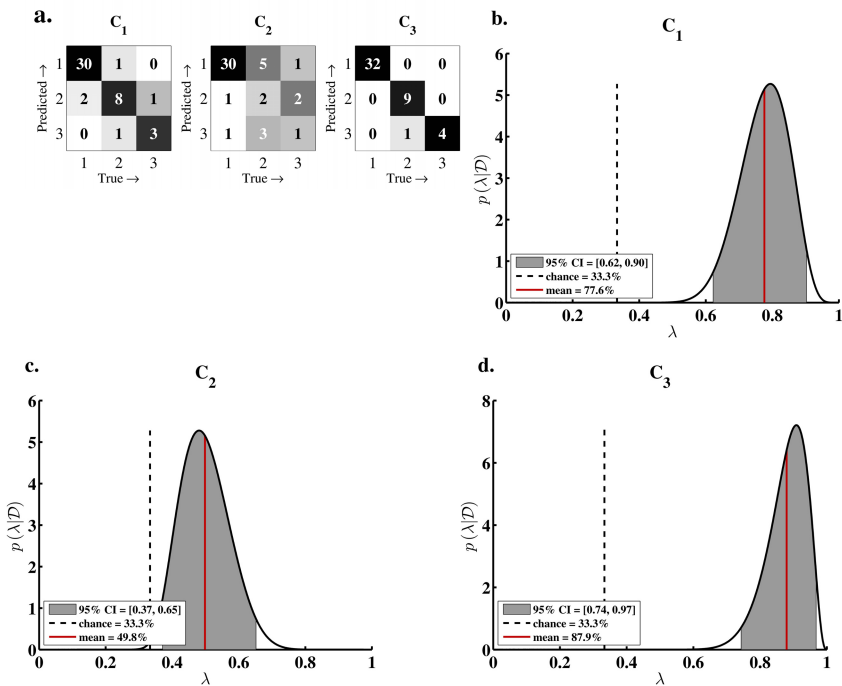 a.
C1 C2 C3
Predicted →
1 30 1 0
2 2 8 1
3 0 1 3
1 2 3
True →
Predicted →
1 30 5 1
2 1 2 2
3 1 3 1
1 2 3
True →
Predicted →
1 32 0 0
2 0 9 0
3 0 1 4
1 2 3
True →
b.
C1
6
5
4
3
2
1
0
p (λ|D)
95% CI = [0.62, 0.90]
chance = 33.3%
mean = 77.6%
0 0.2 0.4 0.6 0.8 1
λ
c.
C2
6
5
4
3
2
1
0
p (λ|D)
95% CI = [0.37, 0.65]
chance = 33.3%
mean = 49.8%
0 0.2 0.4 0.6 0.8 1
λ
d.
C3
8
6
4
2
0
p (λ|D)
95% CI = [0.74, 0.97]
chance = 33.3%
mean = 87.9%
0 0.2 0.4 0.6 0.8 1
λ